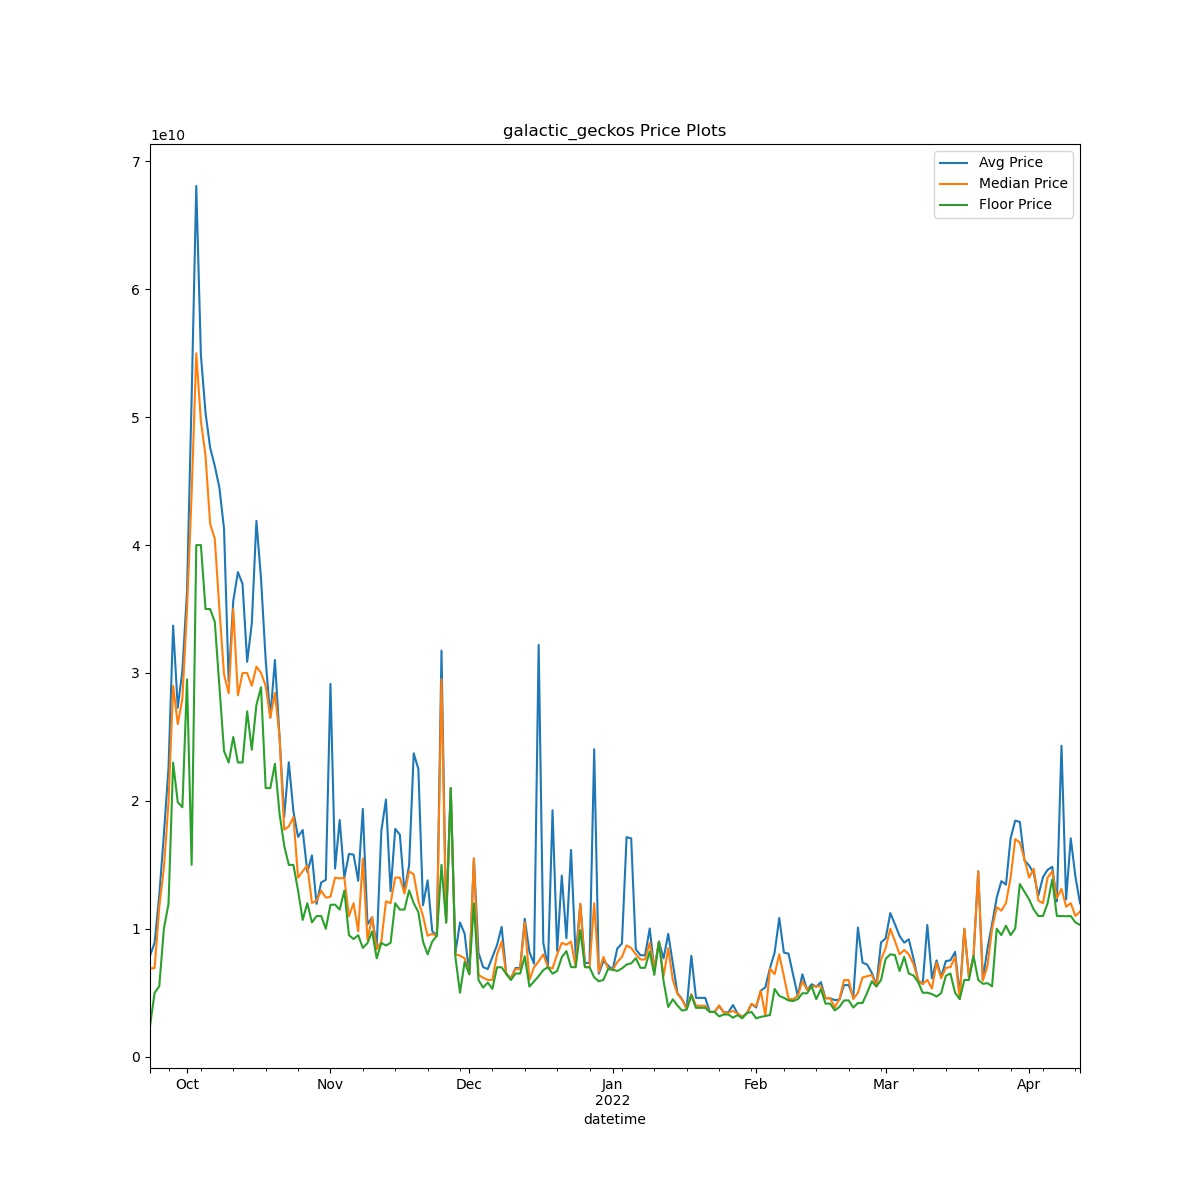 galactic_geckos Price Plots
1e10
Avg Price
Median Price
Floor Price
7
6
5
4
3
2
1
0
Oct Nov Dec Jan Feb Mar Apr
2022
datetime